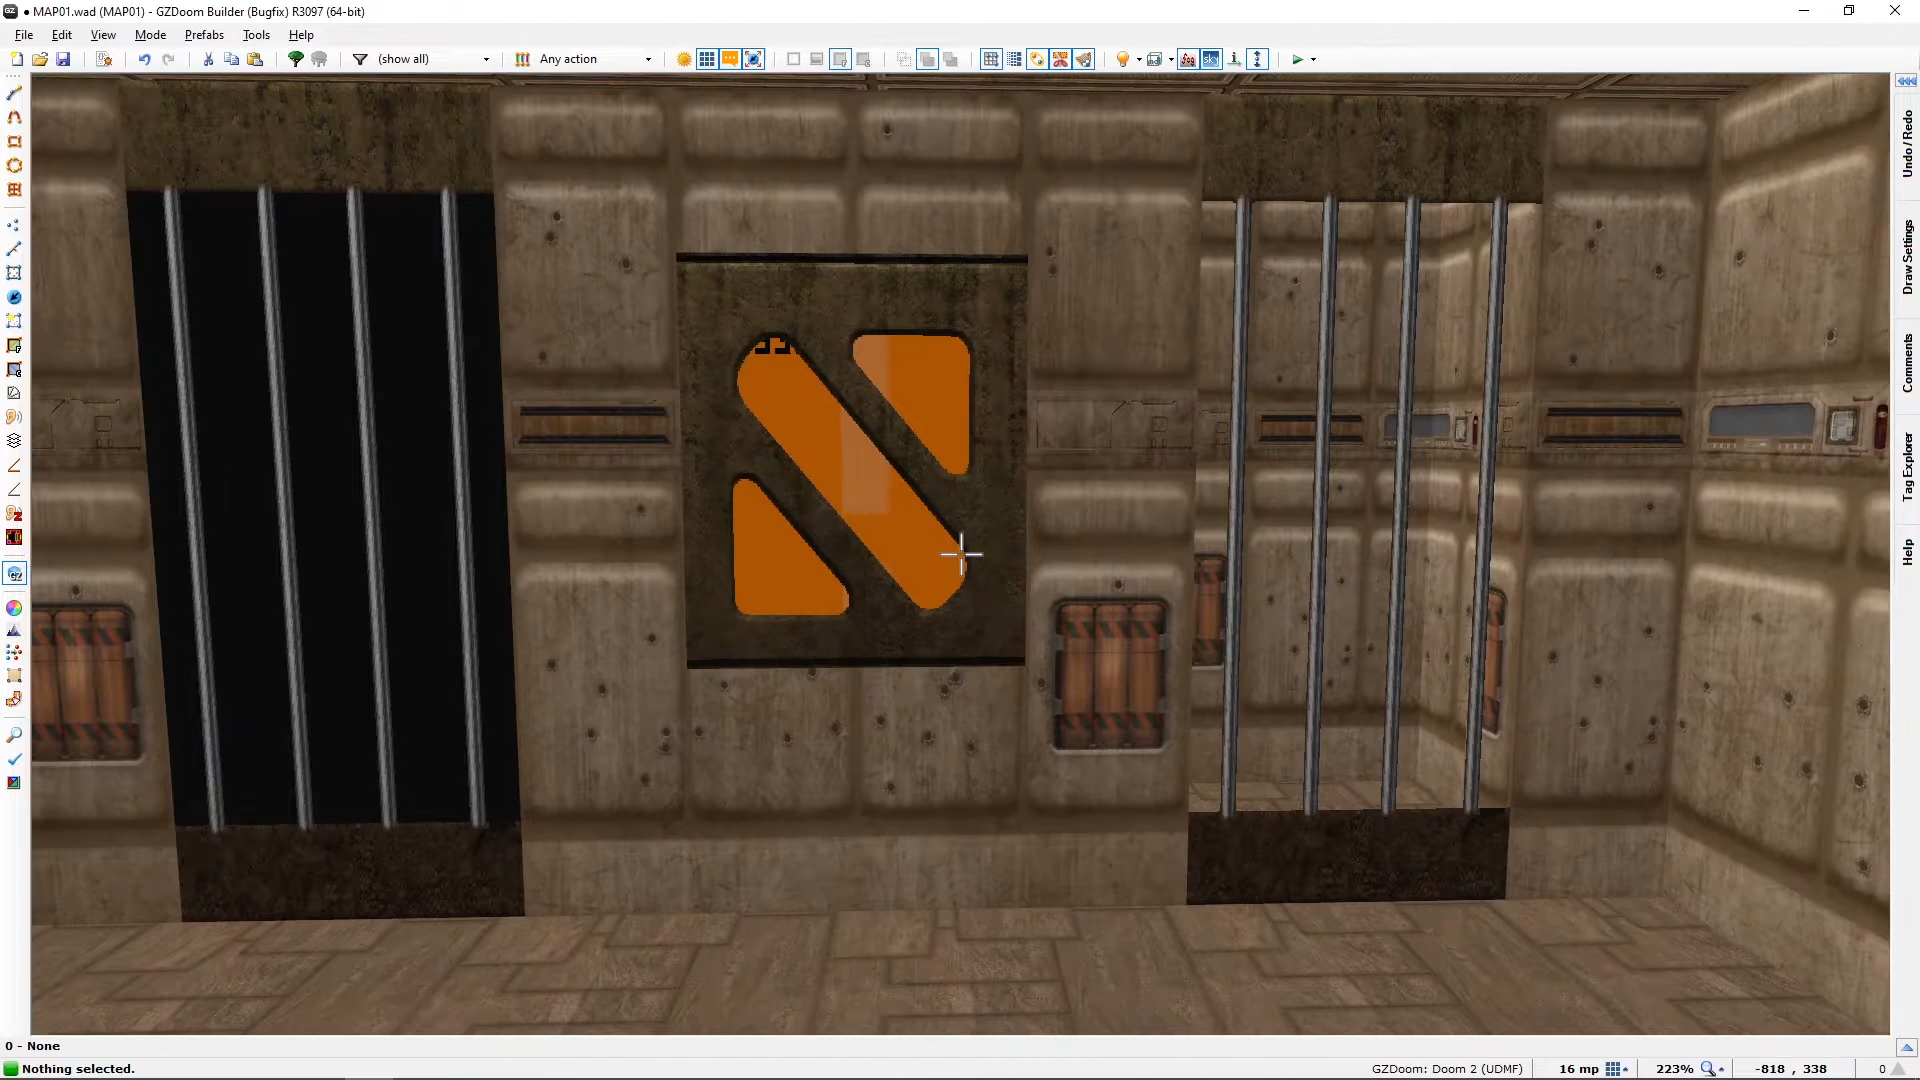 ● MAP01.wad (MAP01) - GZDoom Builder (Bugfix) R3097 (64-bit)
File Edit View Mode Prefabs Tools Help
(show all) Any action
Undo / Redo
Draw Settings
Comments
Tag Explorer
Help
0 - None
Nothing selected.
GZDoom: Doom 2 (UDMF) 16 mp 223% -818 , 338 0